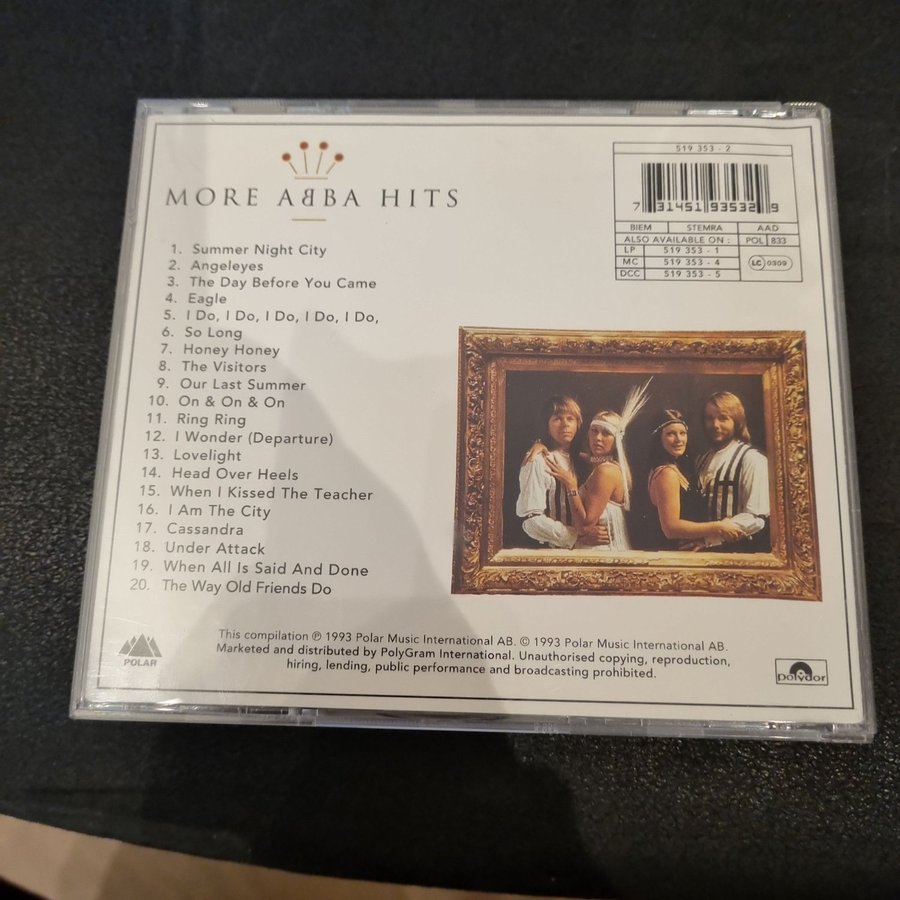 MORE ABBA HITS
519 353 - 2
7 31451 93532 9
BIEM STEMRA AAD
ALSO AVAILABLE ON : POL 833
LP 519 353 - 1
MC 519 353 - 4
DCC 519 353 - 5
LC 0309
1. Summer Night City
2. Angeleyes
3. The Day Before You Came
4. Eagle
5. I Do, I Do, I Do, I Do, I Do,
6. So Long
7. Honey Honey
8. The Visitors
9. Our Last Summer
10. On & On & On
11. Ring Ring
12. I Wonder (Departure)
13. Lovelight
14. Head Over Heels
15. When I Kissed The Teacher
16. I Am The City
17. Cassandra
18. Under Attack
19. When All Is Said And Done
20. The Way Old Friends Do
This compilation ℗ 1993 Polar Music International AB. © 1993 Polar Music International AB.
Marketed and distributed by PolyGram International. Unauthorised copying, reproduction,
hiring, lending, public performance and broadcasting prohibited.
POLAR
polydor